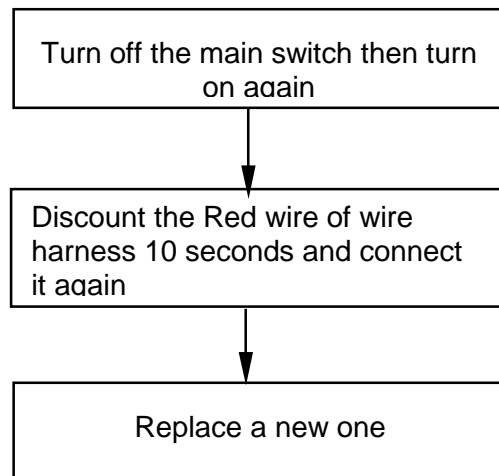 Turn off the main switch then turn
on again
Discount the Red wire of wire
harness 10 seconds and connect
it again
Replace a new one